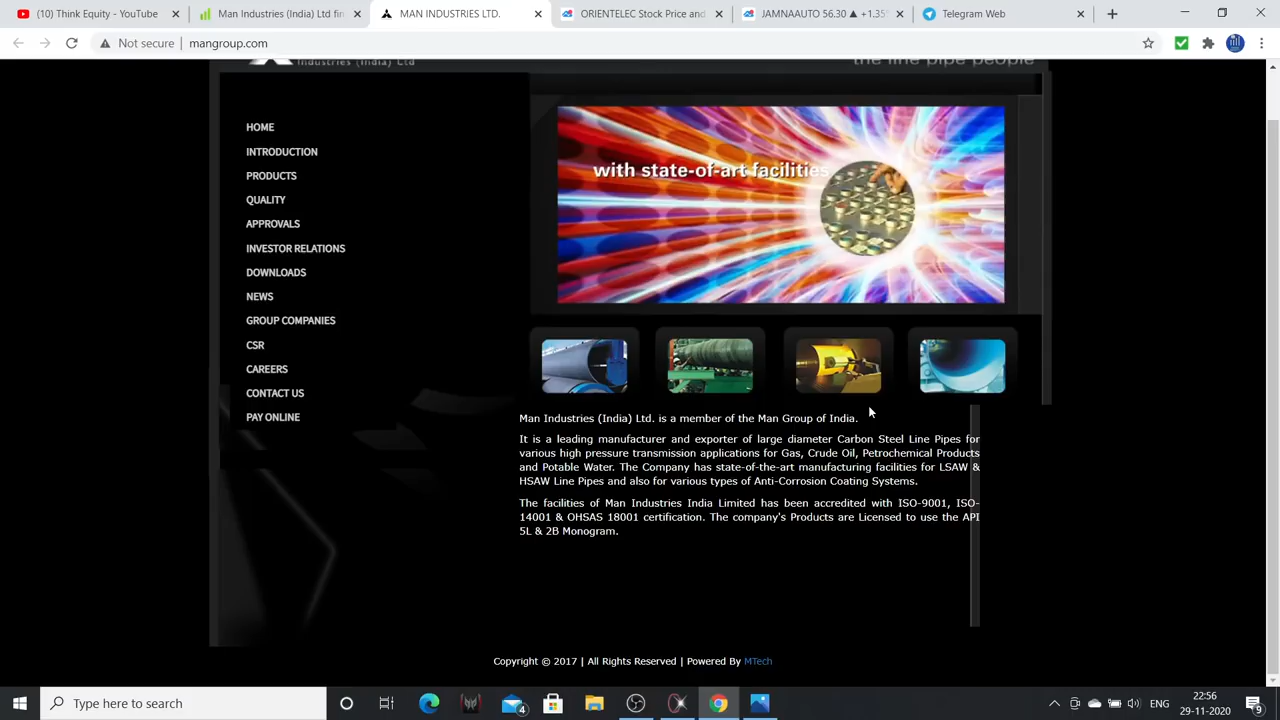 (10) Think Equity - YouTube
Man Industries (India) Ltd fin
MAN INDUSTRIES LTD.
ORIENTELEC Stock Price and
JAMNAAUTO 56.30 ▲ +1.35
Telegram Web
Not secure
mangroup.com
Industries (India) Ltd
the line pipe people
HOME
INTRODUCTION
PRODUCTS
QUALITY
APPROVALS
INVESTOR RELATIONS
DOWNLOADS
NEWS
GROUP COMPANIES
CSR
CAREERS
CONTACT US
PAY ONLINE
with state-of-art facilities
Man Industries (India) Ltd. is a member of the Man Group of India.
It is a leading manufacturer and exporter of large diameter Carbon Steel Line Pipes for
various high pressure transmission applications for Gas, Crude Oil, Petrochemical Products
and Potable Water. The Company has state-of-the-art manufacturing facilities for LSAW &
HSAW Line Pipes and also for various types of Anti-Corrosion Coating Systems.
The facilities of Man Industries India Limited has been accredited with ISO-9001, ISO-
14001 & OHSAS 18001 certification. The company's Products are Licensed to use the API
5L & 2B Monogram.
Copyright © 2017 | All Rights Reserved | Powered By MTech
Type here to search
4
ENG
22:56
29-11-2020
9